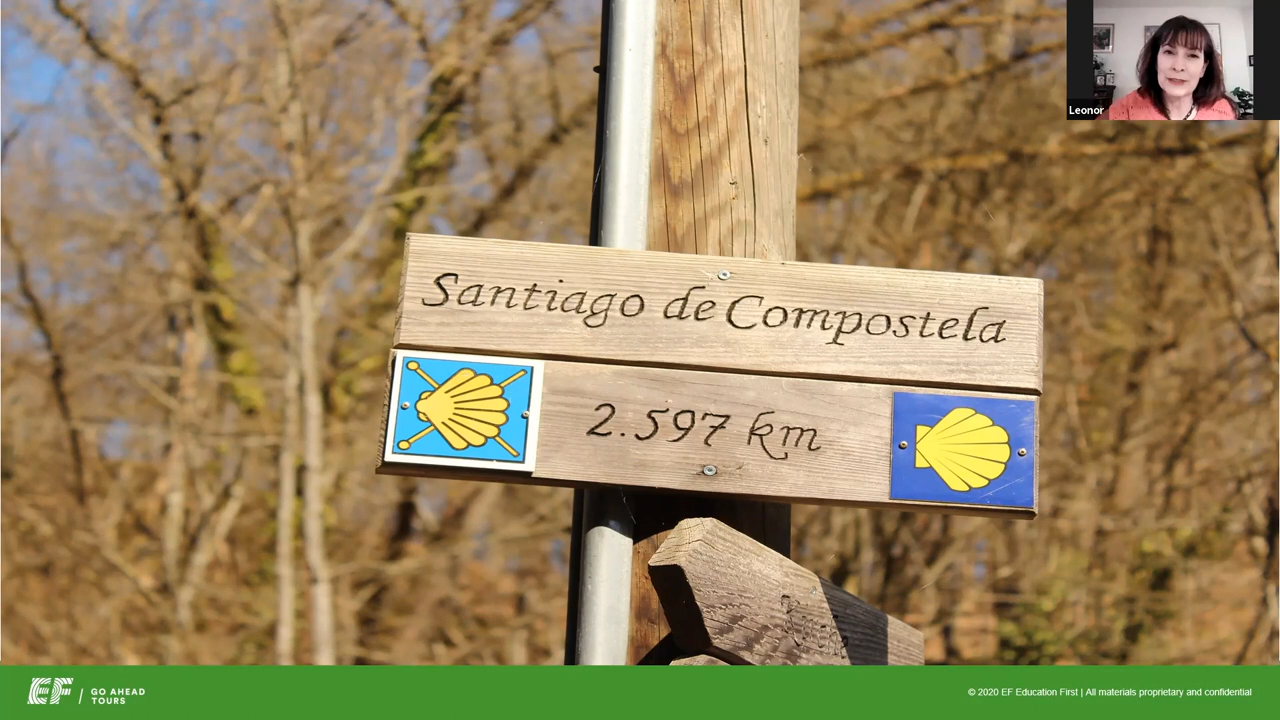 Leonor
Santiago de Compostela
2.597 km
EF / GO AHEAD
TOURS
© 2020 EF Education First | All materials proprietary and confidential